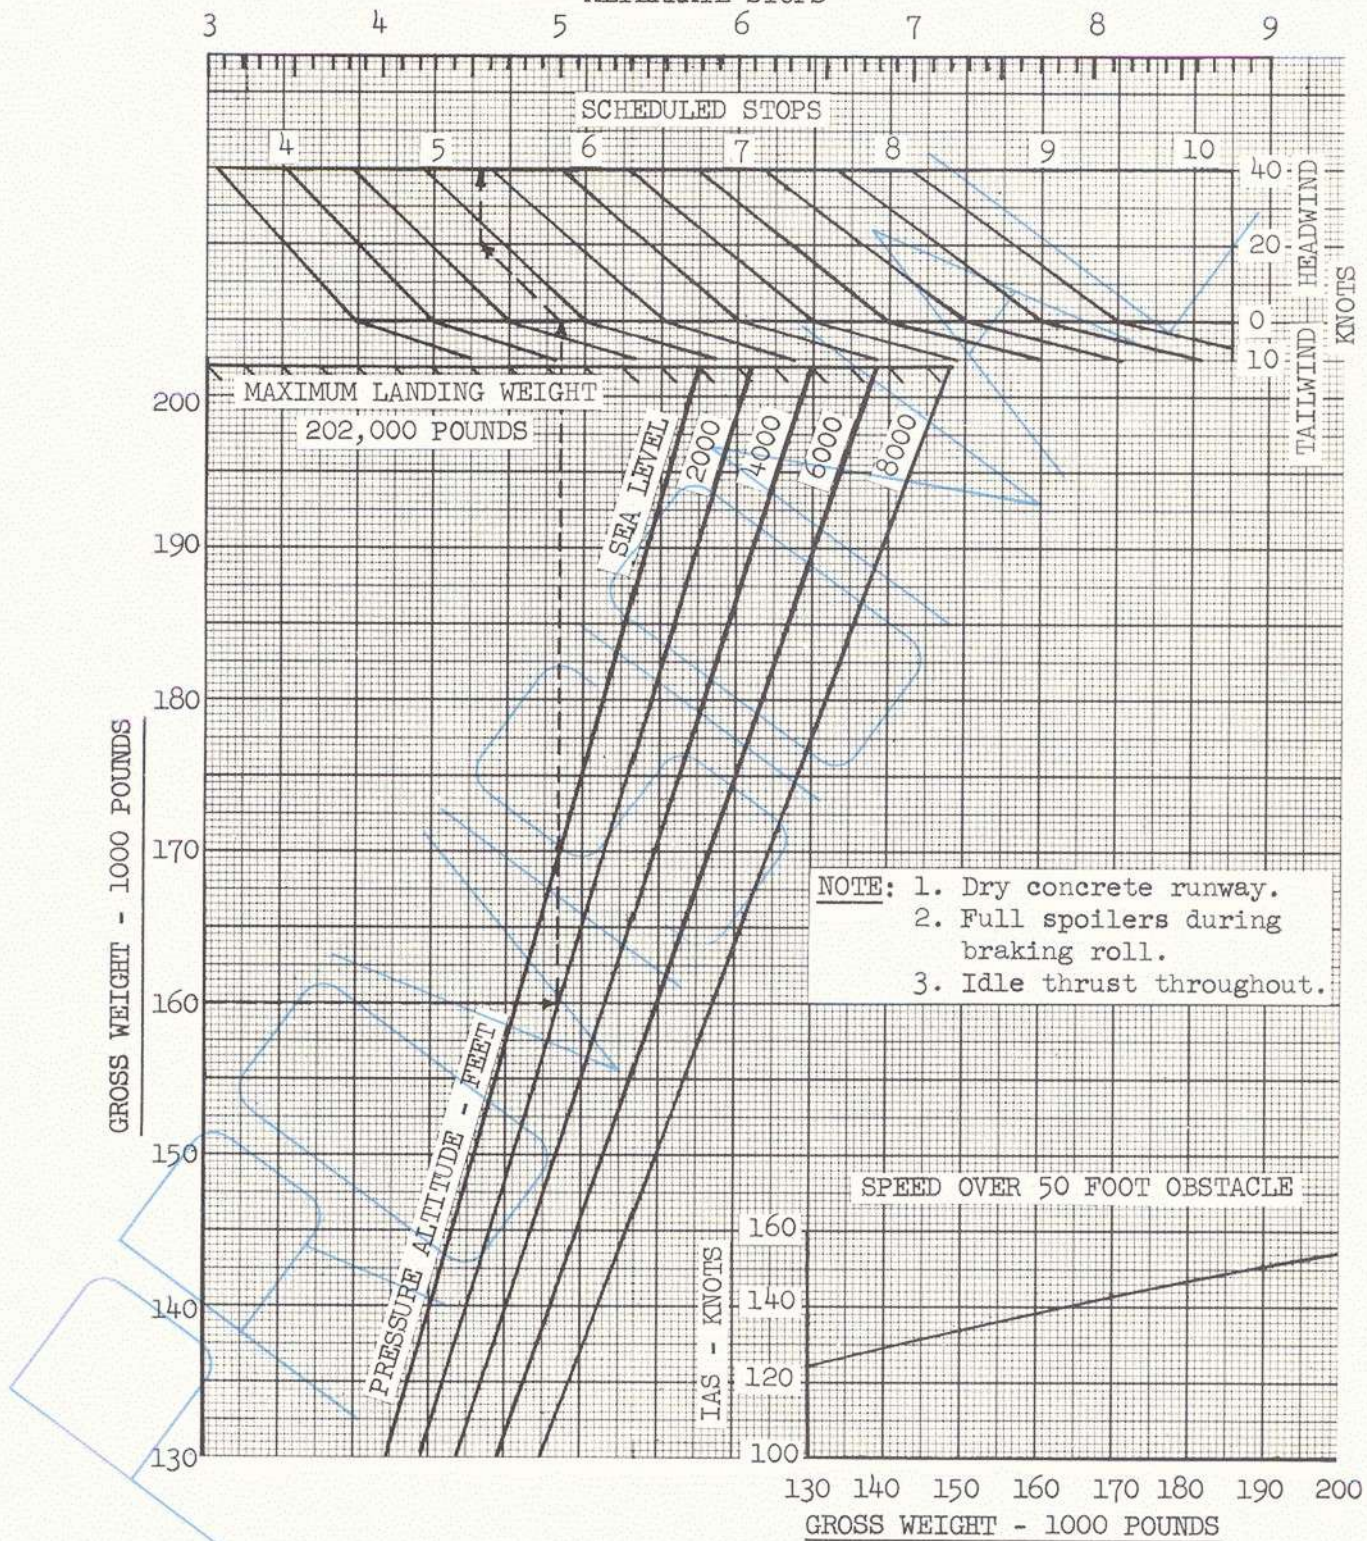 3 4 5 6 7 8 9
SCHEDULED STOPS
4 5 6 7 8 9 10
40
20
0
10
TAILWIND - HEADWIND
KNOTS
MAXIMUM LANDING WEIGHT
202,000 POUNDS
SEA LEVEL
2000
4000
6000
8000
200
190
180
170
160
150
140
130
GROSS WEIGHT - 1000 POUNDS
PRESSURE ALTITUDE - FEET
NOTE: 1. Dry concrete runway.
2. Full spoilers during
braking roll.
3. Idle thrust throughout.
SPEED OVER 50 FOOT OBSTACLE
160
140
120
100
IAS - KNOTS
130 140 150 160 170 180 190 200
GROSS WEIGHT - 1000 POUNDS